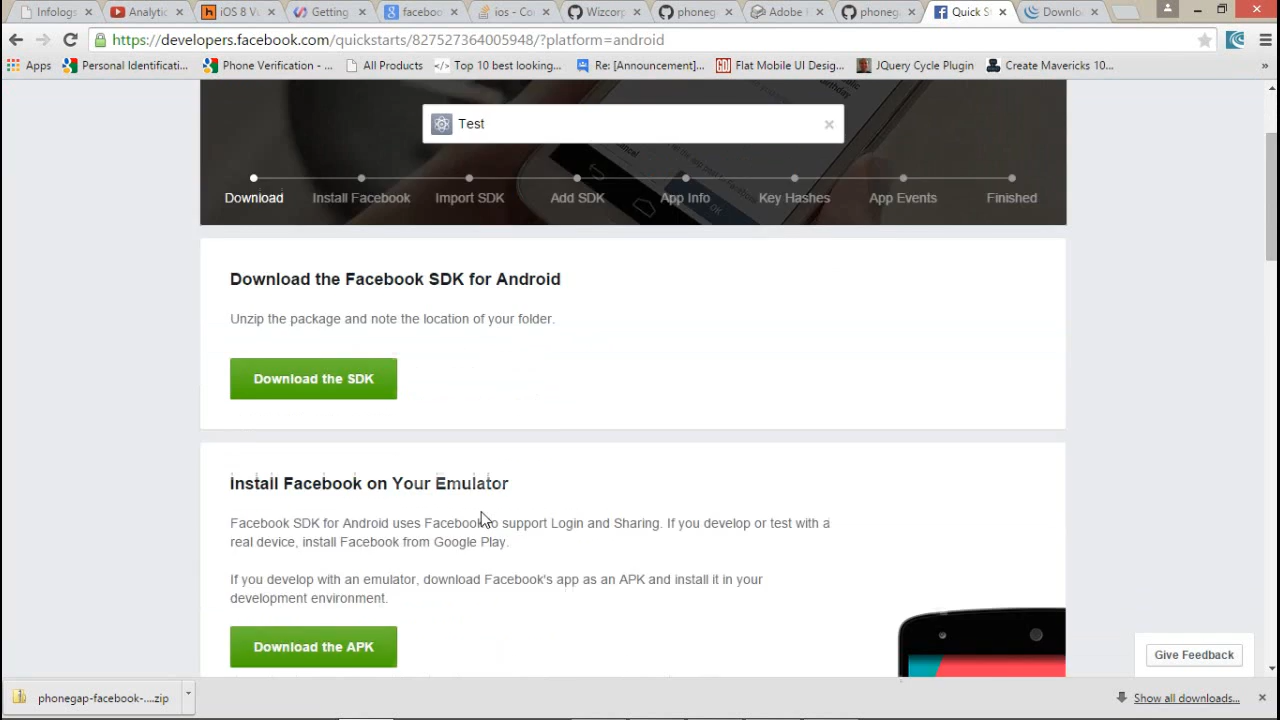 Infologs
Analytic
iOS 8 Vu
Getting
faceboo
ios - Co
Wizcorp
phoneg
Adobe
phoneg
Quick S
Downlo
https://developers.facebook.com/quickstarts/827527364005948/?platform=android
Apps
Personal Identificati...
Phone Verification - ...
All Products
Top 10 best looking...
Re: [Announcement]...
Flat Mobile UI Desig...
JQuery Cycle Plugin
Create Mavericks 10...
»
Test
Download
Install Facebook
Import SDK
Add SDK
App Info
Key Hashes
App Events
Finished
Download the Facebook SDK for Android
Unzip the package and note the location of your folder.
Download the SDK
Install Facebook on Your Emulator
Facebook SDK for Android uses Facebook to support Login and Sharing. If you develop or test with a
real device, install Facebook from Google Play.
If you develop with an emulator, download Facebook's app as an APK and install it in your
development environment.
Download the APK
Give Feedback
phonegap-facebook-....zip
Show all downloads...